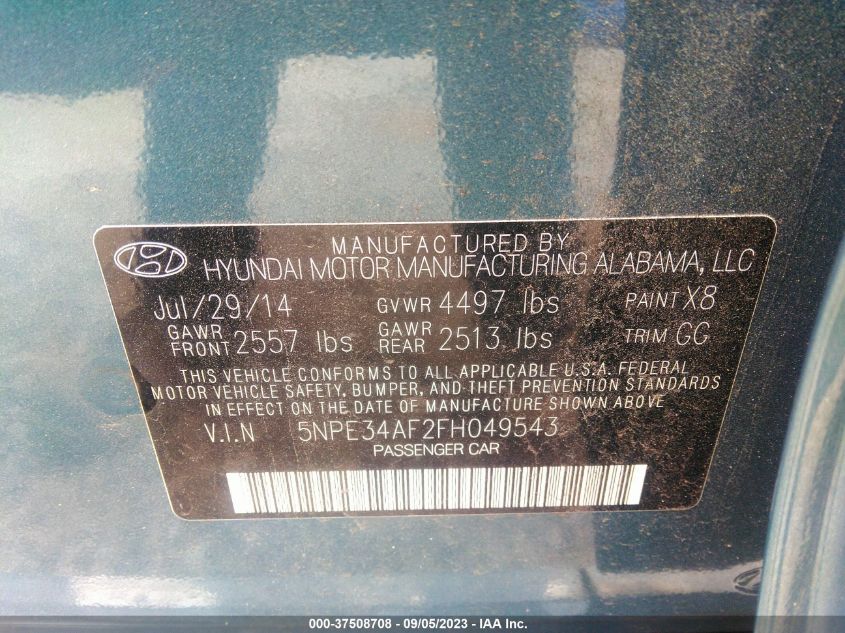 MANUFACTURED BY
HYUNDAI MOTOR MANUFACTURING ALABAMA, LLC
Jul/29/14 GVWR 4497 lbs PAINT X8
GAWR FRONT 2557 lbs GAWR REAR 2513 lbs TRIM GG
THIS VEHICLE CONFORMS TO ALL APPLICABLE U.S.A. FEDERAL
MOTOR VEHICLE SAFETY, BUMPER, AND THEFT PREVENTION STANDARDS
IN EFFECT ON THE DATE OF MANUFACTURE SHOWN ABOVE.
V.I.N 5NPE34AF2FH049543
PASSENGER CAR
000-37508708 - 09/05/2023 - IAA Inc.